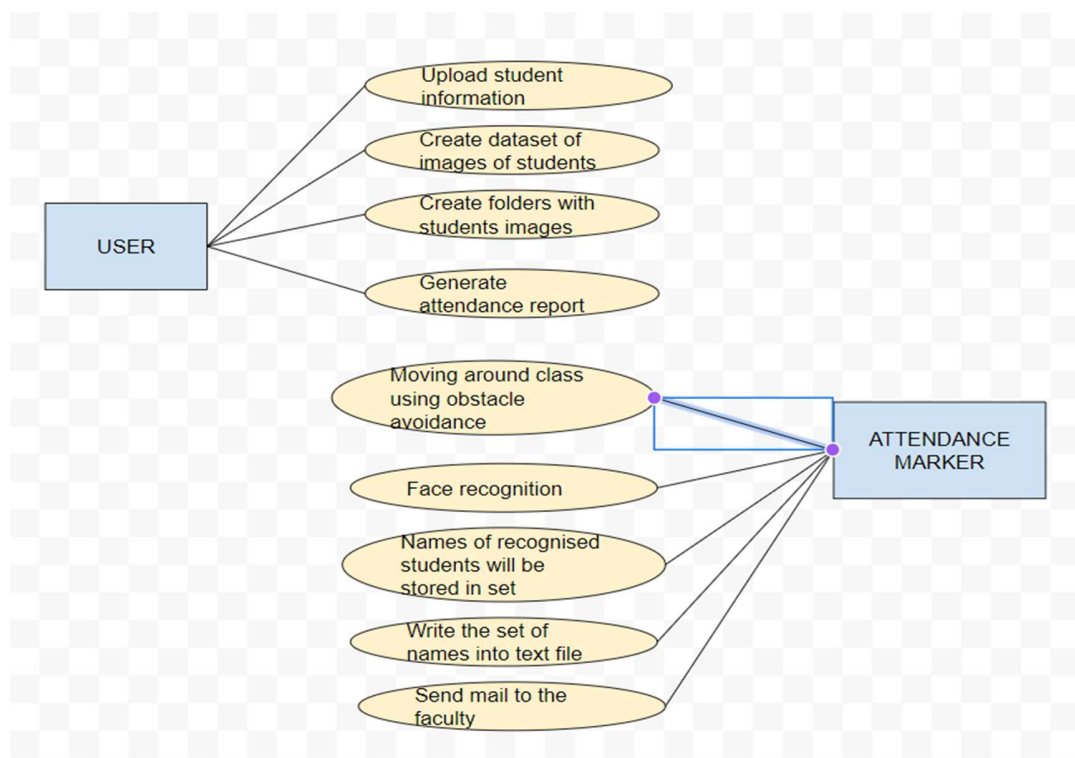 Upload student
information
Create dataset of
images of students
Create folders with
students images
USER
Generate
attendance report
Moving around class
using obstacle
avoidance
ATTENDANCE
MARKER
Face recognition
Names of recognised
students will be
stored in set
Write the set of
names into text file
Send mail to the
faculty